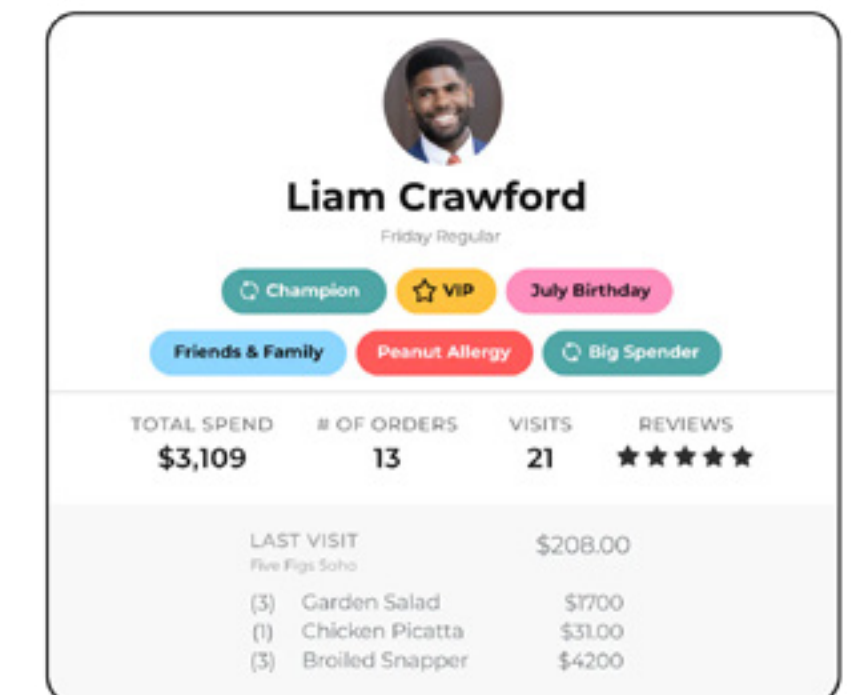 Liam Crawford
Friday Regular
Champion VIP July Birthday
Friends & Family Peanut Allergy Big Spender
TOTAL SPEND # OF ORDERS VISITS REVIEWS
$3,109 13 21
LAST VISIT $208.00
Five Figs Soho
(3) Garden Salad $1700
(1) Chicken Picatta $31.00
(3) Broiled Snapper $4200